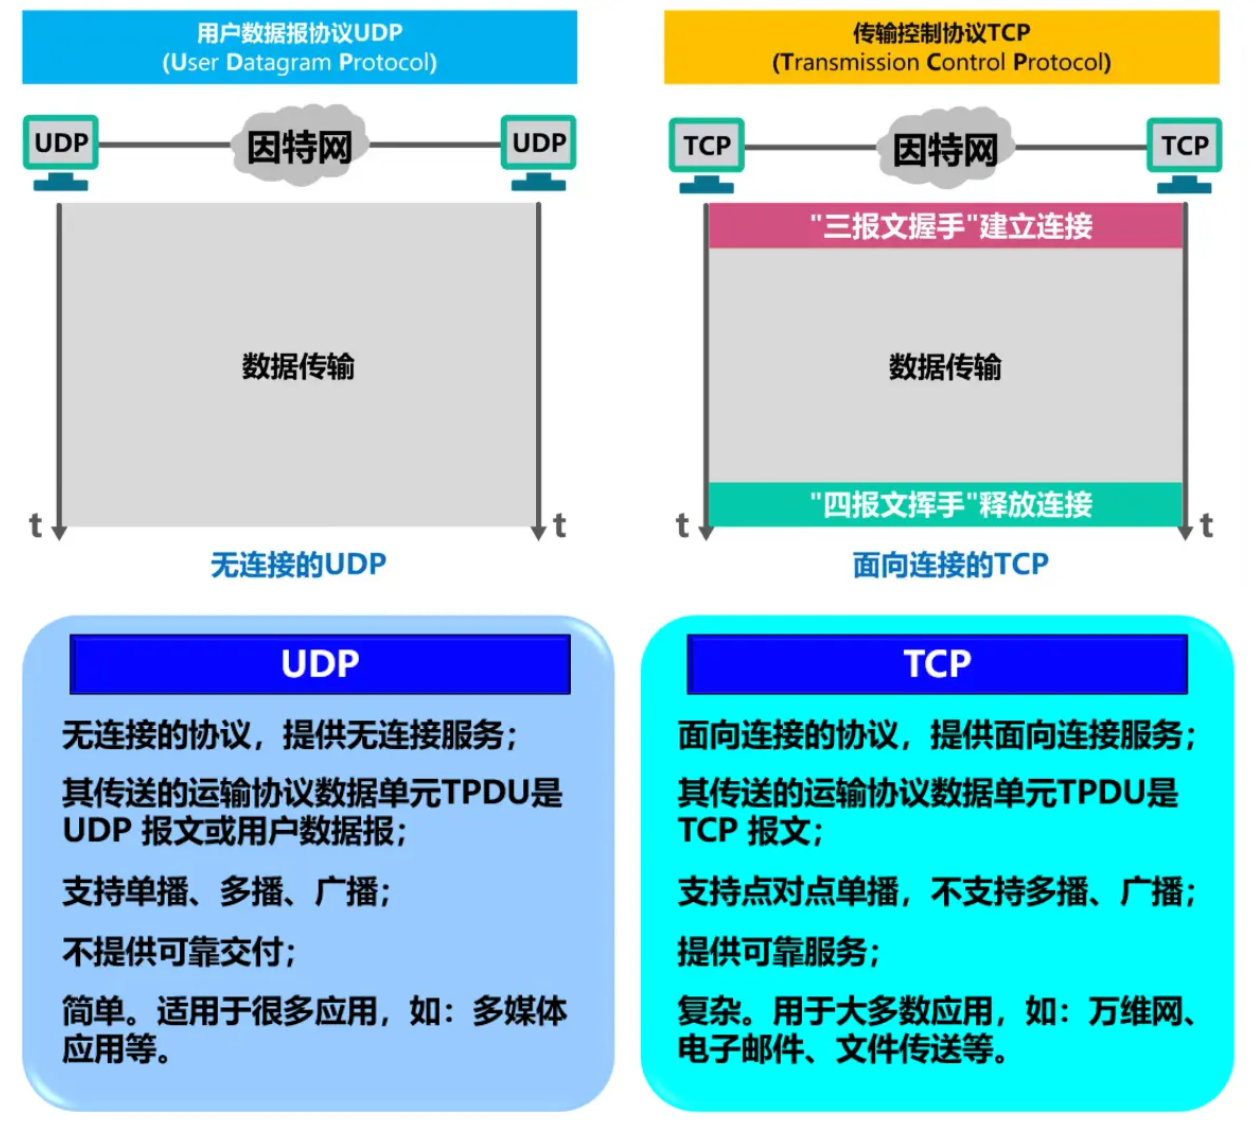 用户数据报协议UDP
(User Datagram Protocol)
UDP
因特网
UDP
数据传输
t
t
无连接的UDP
传输控制协议TCP
(Transmission Control Protocol)
TCP
因特网
TCP
"三报文握手"建立连接
数据传输
"四报文挥手"释放连接
t
t
面向连接的TCP
UDP
无连接的协议，提供无连接服务；
其传送的运输协议数据单元TPDU是
UDP 报文或用户数据报；
支持单播、多播、广播；
不提供可靠交付；
简单。适用于很多应用，如：多媒体
应用等。
TCP
面向连接的协议，提供面向连接服务；
其传送的运输协议数据单元TPDU是
TCP 报文；
支持点对点单播，不支持多播、广播；
提供可靠服务；
复杂。用于大多数应用，如：万维网、
电子邮件、文件传送等。